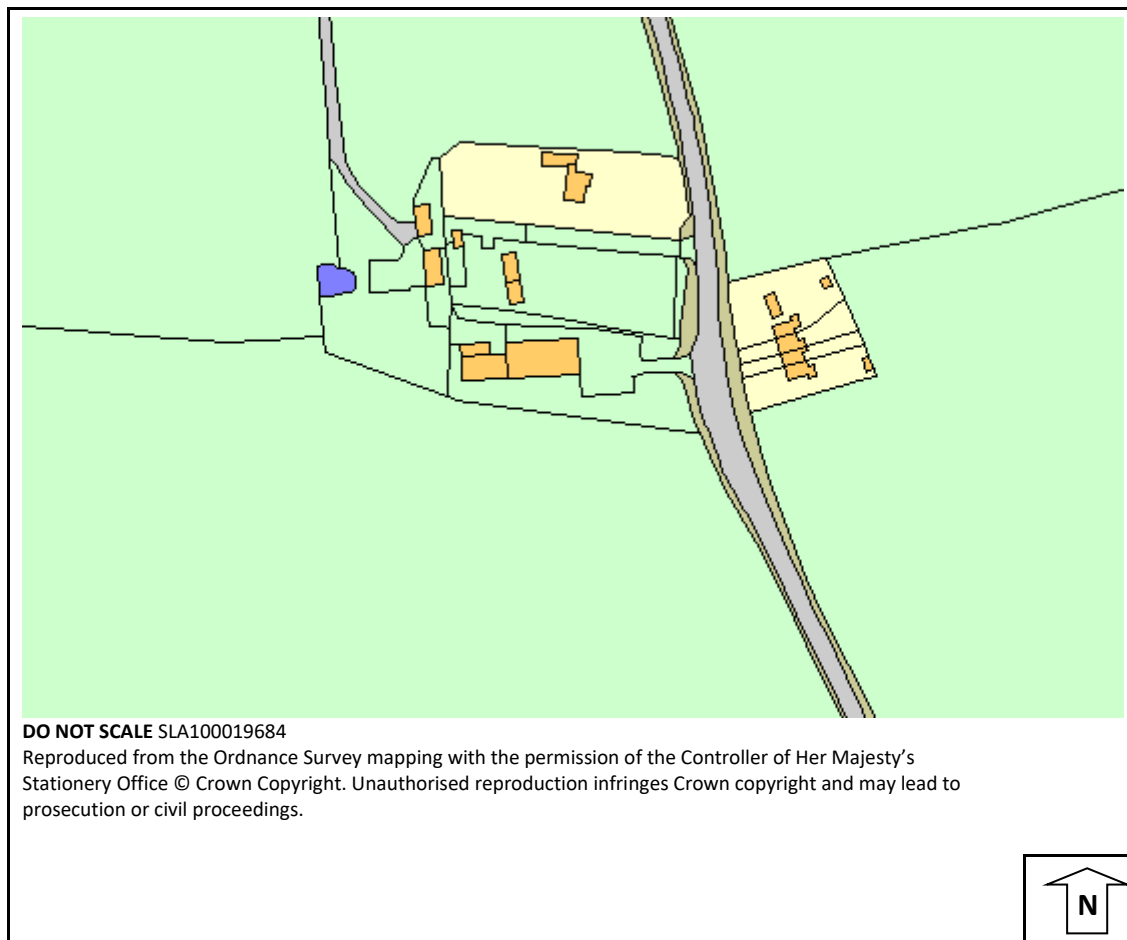 DO NOT SCALE SLA100019684
Reproduced from the Ordnance Survey mapping with the permission of the Controller of Her Majesty’s
Stationery Office © Crown Copyright. Unauthorised reproduction infringes Crown copyright and may lead to
prosecution or civil proceedings.
N